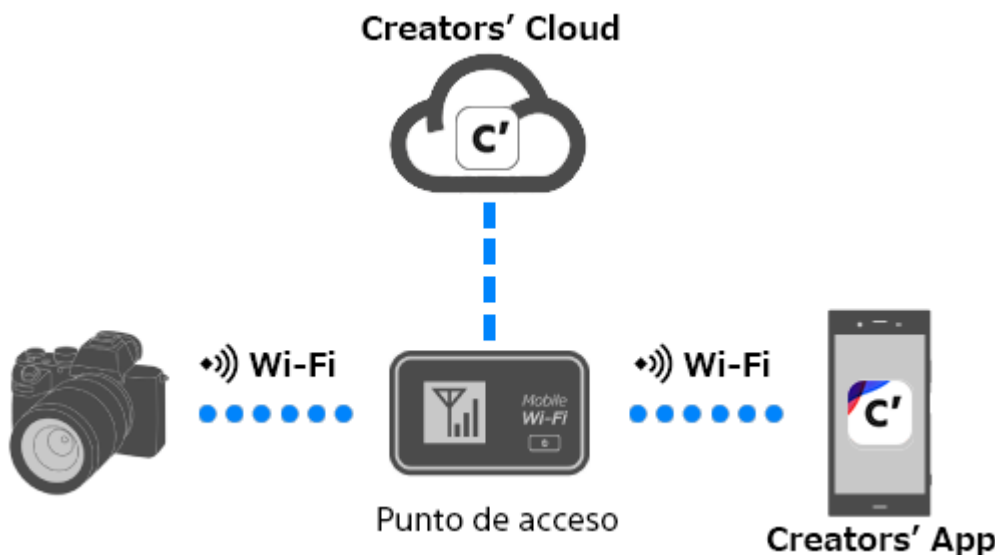 Creators’ Cloud
C’
Wi-Fi
Mobile
Wi-Fi
Wi-Fi
C’
Punto de acceso
Creators’ App